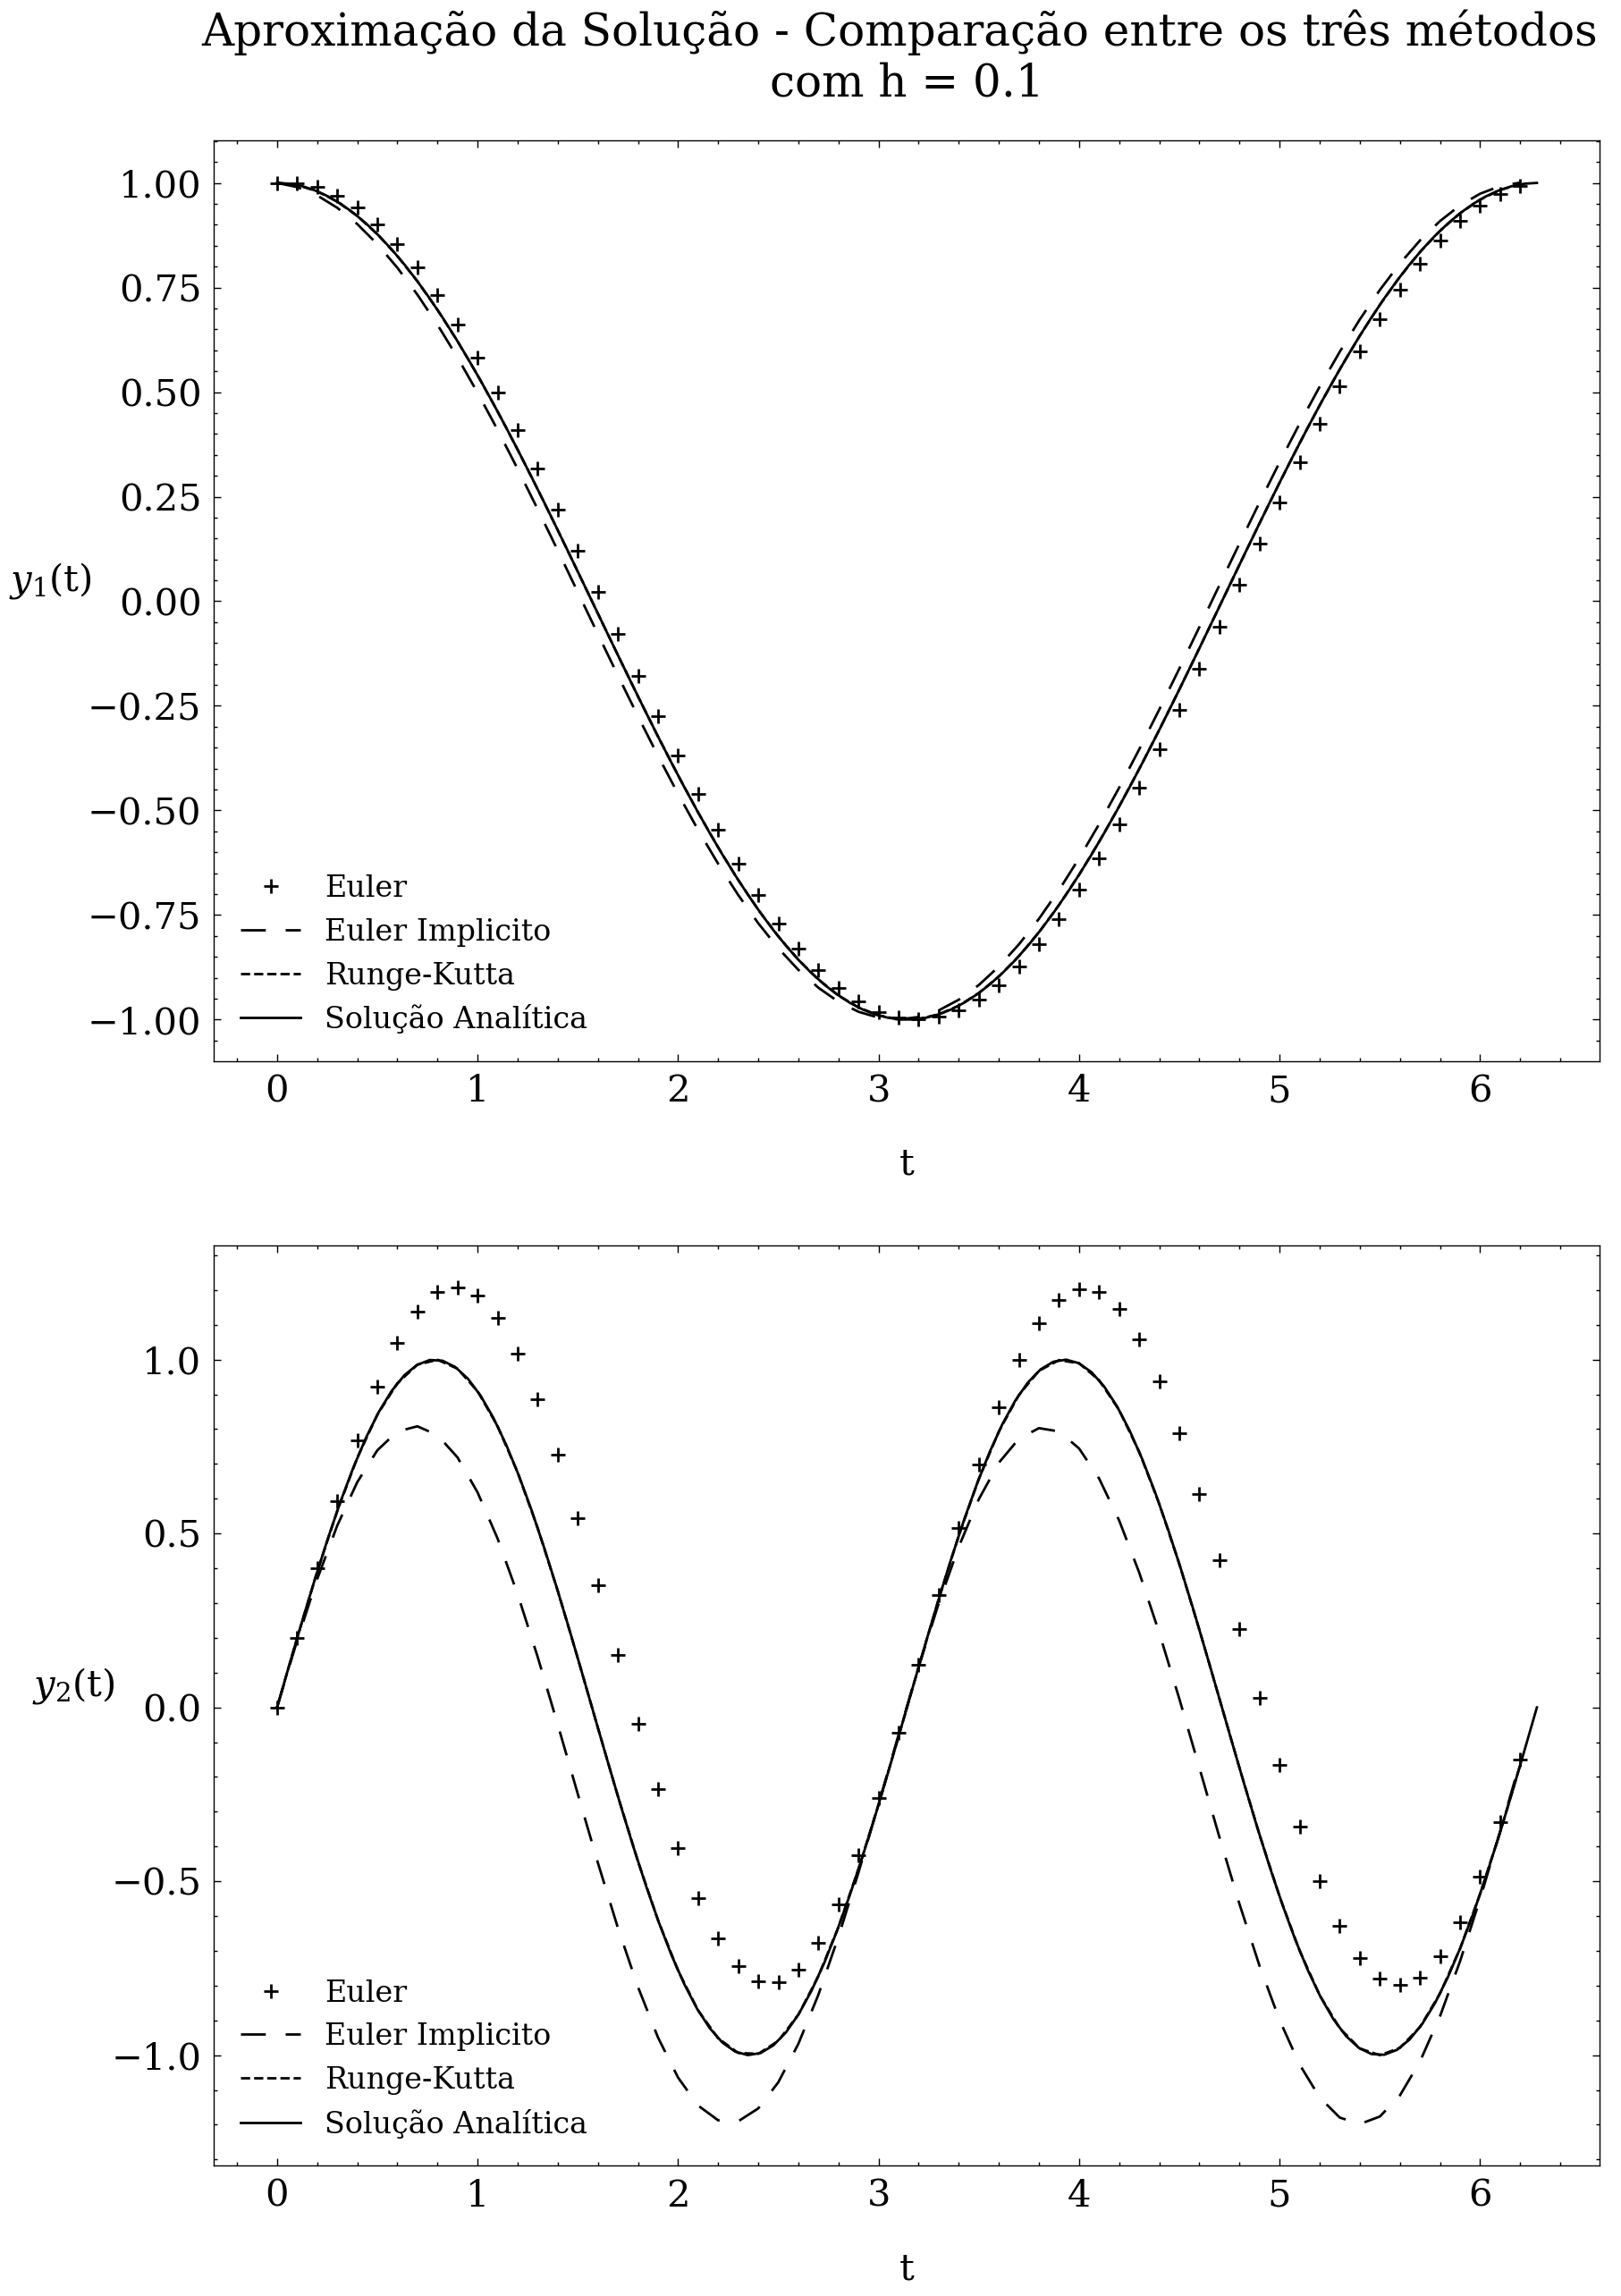 Aproximação da Solução - Comparação entre os três métodos
com h = 0.1
1.00
0.75
0.50
0.25
y₁(t)
0.00
−0.25
−0.50
−0.75
−1.00
Euler
Euler Implicito
Runge-Kutta
Solução Analítica
0 1 2 3 4 5 6
t
1.0
0.5
y₂(t)
0.0
−0.5
−1.0
Euler
Euler Implicito
Runge-Kutta
Solução Analítica
0 1 2 3 4 5 6
t